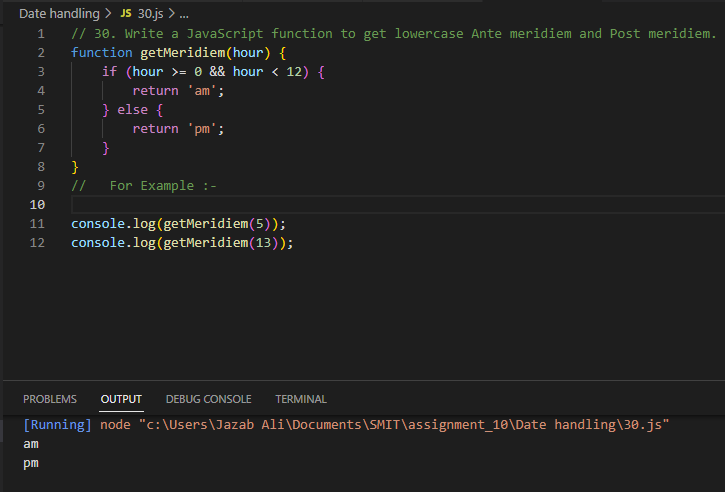 Date handling > JS 30.js > ...
1 // 30. Write a JavaScript function to get lowercase Ante meridiem and Post meridiem.
2 function getMeridiem(hour) {
3     if (hour >= 0 && hour < 12) {
4         return 'am';
5     } else {
6         return 'pm';
7     }
8 }
9 //   For Example :-
10
11 console.log(getMeridiem(5));
12 console.log(getMeridiem(13));
PROBLEMS OUTPUT DEBUG CONSOLE TERMINAL
[Running] node "c:\Users\Jazab Ali\Documents\SMIT\assignment_10\Date handling\30.js"
am
pm